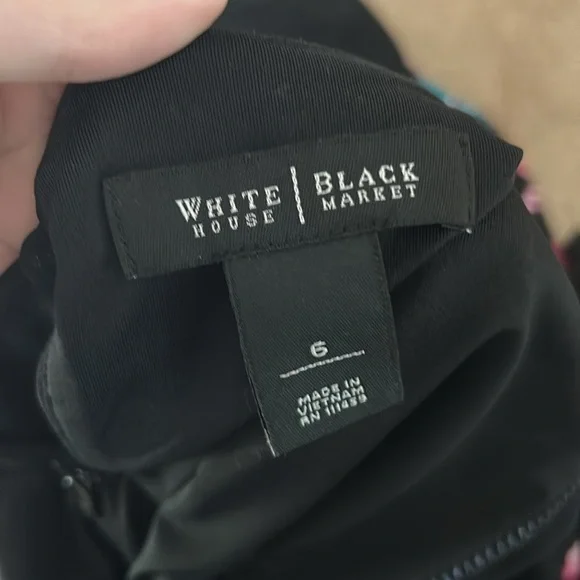 WHITE | BLACK
HOUSE | MARKET
6
MADE IN
VIETNAM
RN 111459